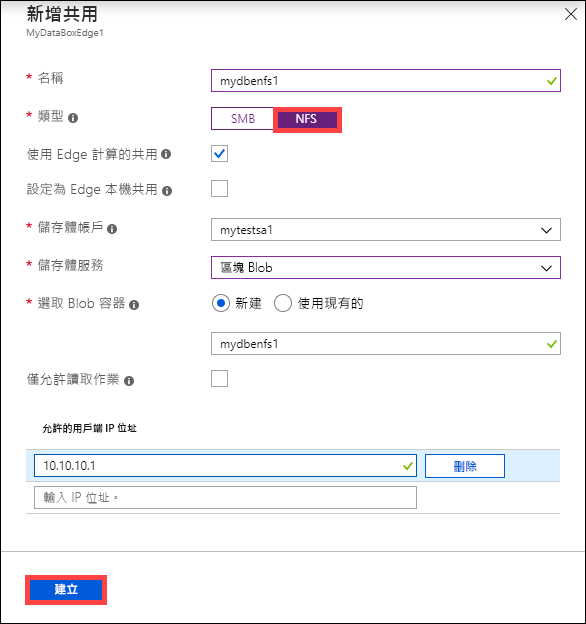 新增共用
MyDataBoxEdge1
* 名稱 mydbenfs1
* 類型 SMB NFS
使用 Edge 計算的共用
設定為 Edge 本機共用
* 儲存體帳戶 mytestsa1
* 儲存體服務 區塊 Blob
* 選取 Blob 容器 新建 使用現有的
mydbenfs1
僅允許讀取作業
允許的用戶端 IP 位址
10.10.10.1 刪除
輸入 IP 位址。
建立